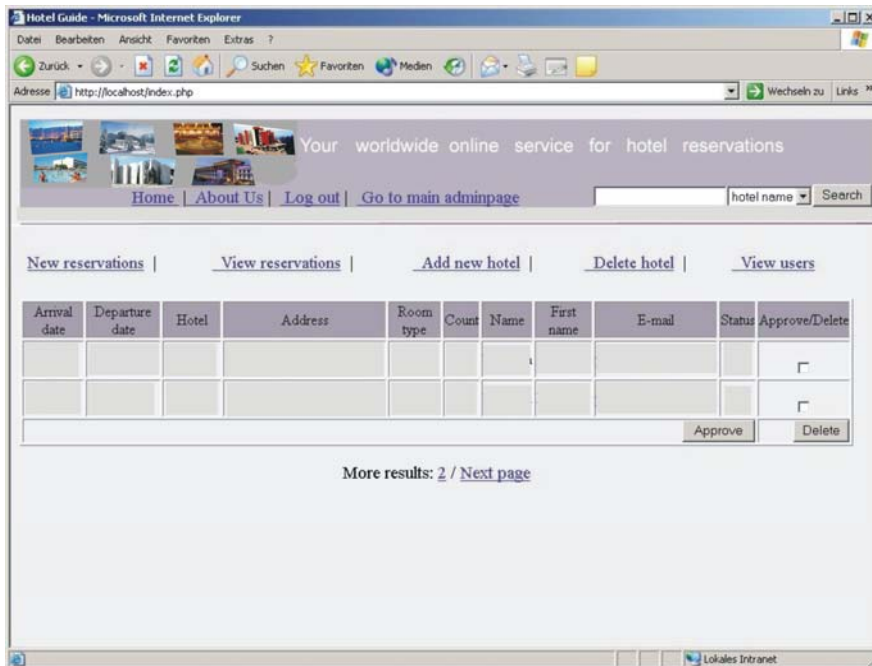 Hotel Guide - Microsoft Internet Explorer
Datei Bearbeiten Ansicht Favoriten Extras ?
Zurück Suchen Favoriten Medien
Adresse http://localhost/index.php Wechseln zu Links »
Your worldwide online service for hotel reservations
Home | About Us | Log out | Go to main adminpage hotel name Search
New reservations | View reservations | Add new hotel | Delete hotel | View users
Arrival date Departure date Hotel Address Room type Count Name First name E-mail Status Approve/Delete
Approve Delete
More results: 2 / Next page
Lokales Intranet